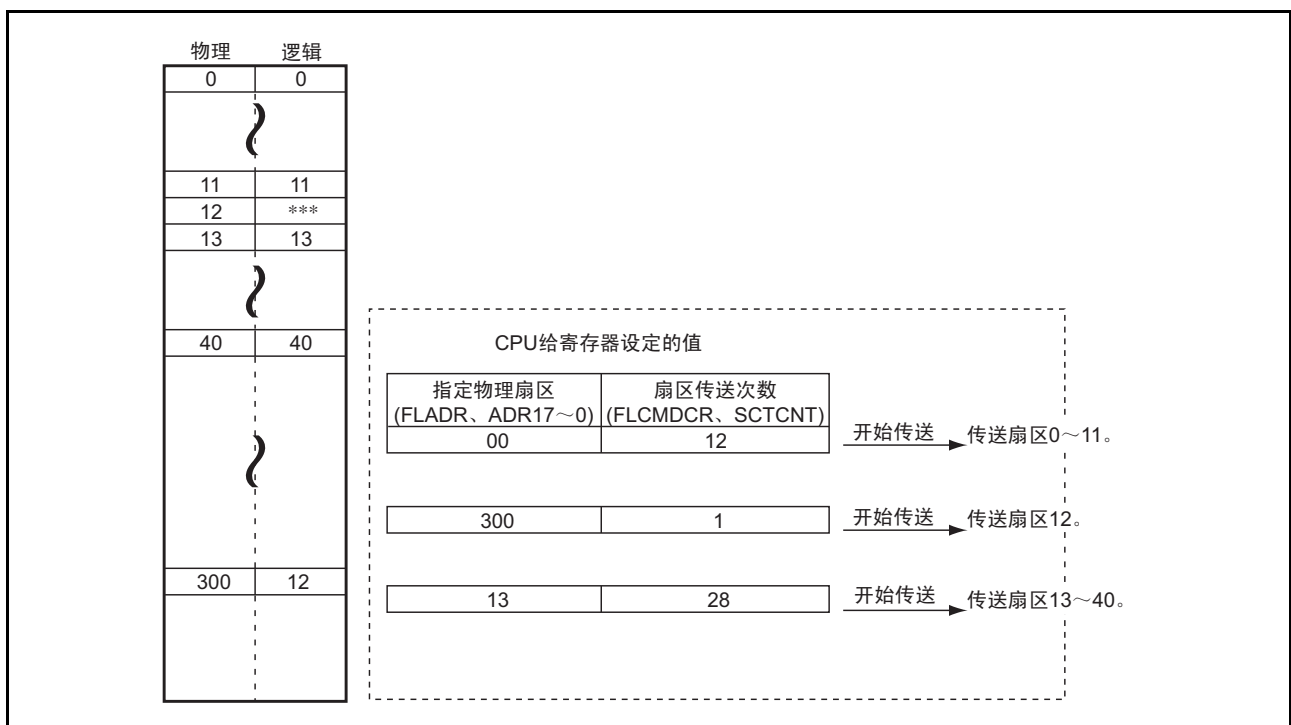 物理 逻辑
0 0
11 11
12 ***
13 13
40 40
300 12
CPU给寄存器设定的值
指定物理扇区 扇区传送次数
(FLADR、ADR17～0) (FLCMDCR、SCTCNT)
00 12 开始传送 传送扇区0～11。
300 1 开始传送 传送扇区12。
13 28 开始传送 传送扇区13～40。